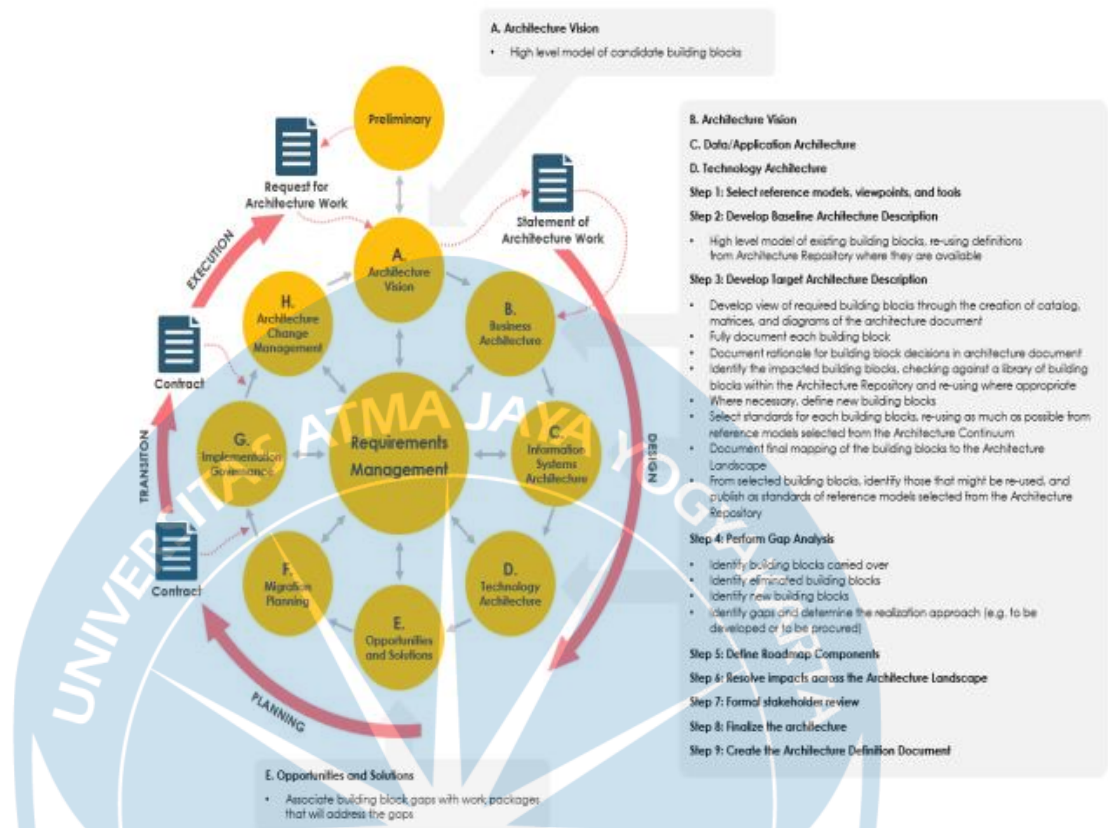 A. Architecture Vision
• High level model of candidate building blocks
Preliminary
Request for
Architecture Work
Statement of
Architecture Work
EXECUTION
A.
Architecture
Vision
H.
Architecture
Change
Management
B.
Business
Architecture
Contract
G.
Implementation
Governance
Requirements
Management
C.
Information
Systems
Architecture
TRANSITON
DESIGN
Contract
F.
Migration
Planning
D.
Technology
Architecture
E.
Opportunities
and Solutions
PLANNING
B. Architecture Vision
C. Data/Application Architecture
D. Technology Architecture
Step 1: Select reference models, viewpoints, and tools
Step 2: Develop Baseline Architecture Description
• High level model of existing building blocks, re-using definitions
from Architecture Repository where they are available
Step 3: Develop Target Architecture Description
• Develop view of required building blocks through the creation of catalog,
matrices, and diagrams of the architecture document
• Fully document each building block
• Document rationale for building block decisions in architecture document
• Identify the impacted building blocks, checking against a library of building
blocks within the Architecture Repository and re-using where appropriate
• Where necessary, define new building blocks
• Select standards for each building blocks, re-using as much as possible from
reference models selected from the Architecture Continuum
• Document final mapping of the building blocks to the Architecture
Landscape
• From selected building blocks, identify those that might be re-used, and
publish as standards of reference models selected from the Architecture
Repository
Step 4: Perform Gap Analysis
• Identify building blocks carried over
• Identify eliminated building blocks
• Identify new building blocks
• Identify gaps and determine the realization approach (e.g. to be
developed or to be procured)
Step 5: Define Roadmap Components
Step 6: Resolve impacts across the Architecture Landscape
Step 7: Formal stakeholder review
Step 8: Finalize the architecture
Step 9: Create the Architecture Definition Document
E. Opportunities and Solutions
• Associate building block gaps with work packages
that will address the gaps
UNIVERSITAS ATMA JAYA YOGYAKARTA